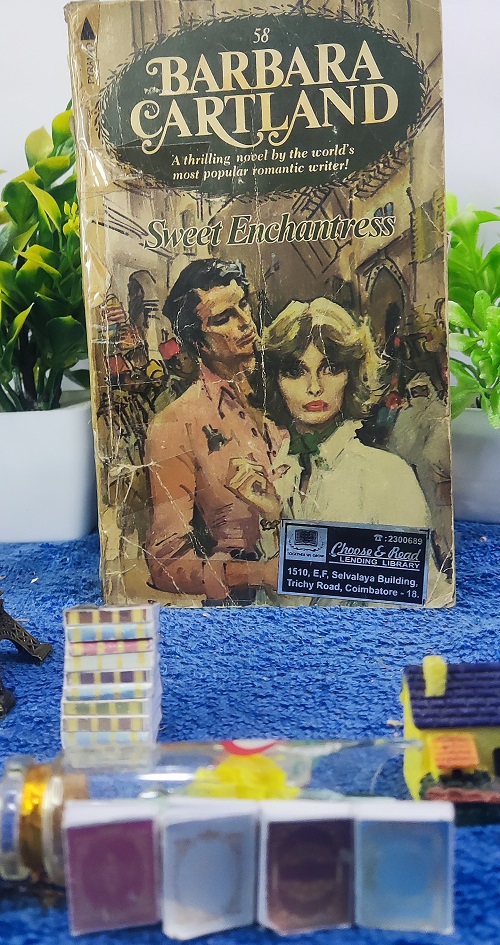 58
BARBARA
CARTLAND
A thrilling novel by the world's
most popular romantic writer!
Sweet Enchantress
PYRAMID
☎:2300689
Choose & Read
LENDING LIBRARY
1510, E,F, Selvalaya Building,
Trichy Road, Coimbatore - 18.